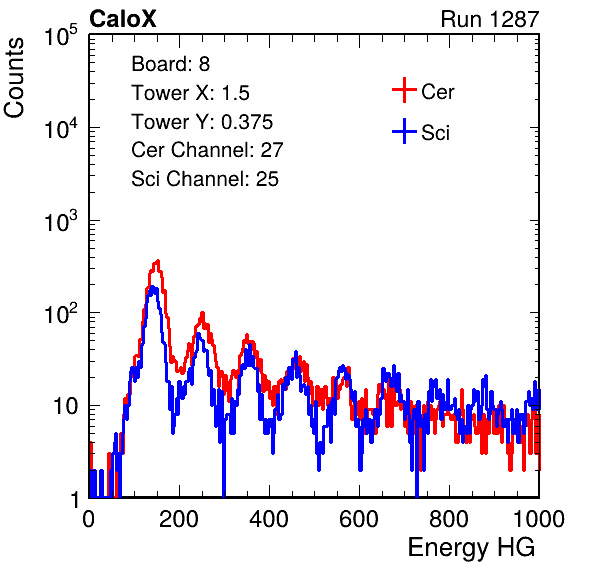 CaloX Run 1287
Counts
Board: 8
Tower X: 1.5
Tower Y: 0.375
Cer Channel: 27
Sci Channel: 25
Cer
Sci
10^5
10^4
10^3
10^2
10
1
0 200 400 600 800 1000
Energy HG